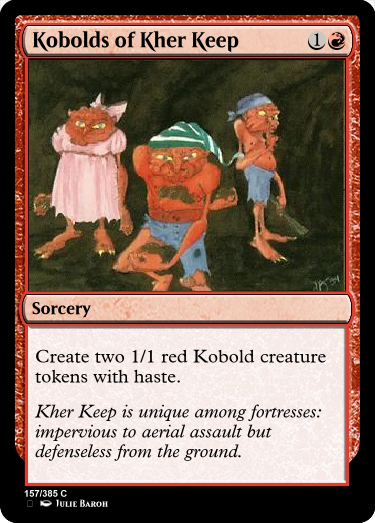 Kobolds of Kher Keep 1
Sorcery
Create two 1/1 red Kobold creature
tokens with haste.
Kher Keep is unique among fortresses:
impervious to aerial assault but
defenseless from the ground.
157/385 C
Julie Baroh